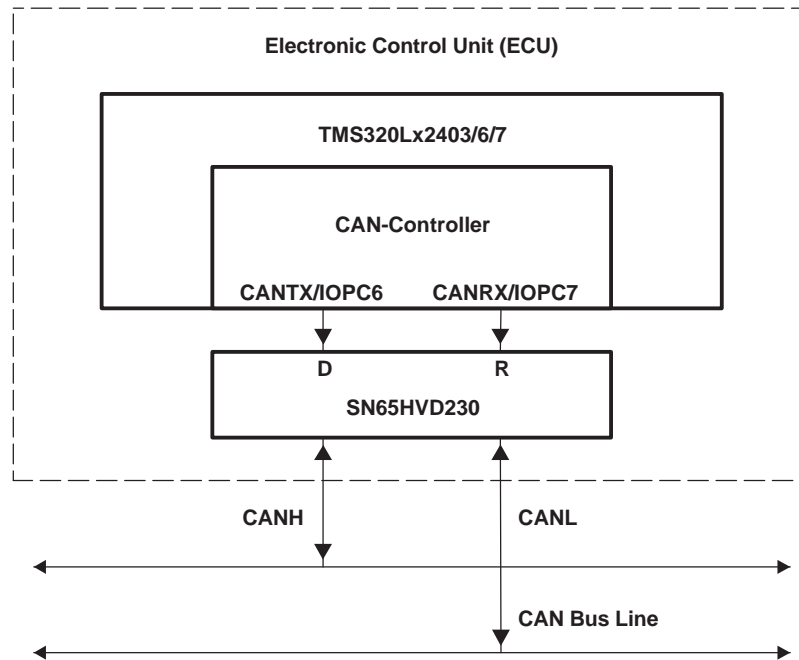 Electronic Control Unit (ECU)
TMS320Lx2403/6/7
CAN-Controller
CANTX/IOPC6 CANRX/IOPC7
D R
SN65HVD230
CANH CANL
CAN Bus Line